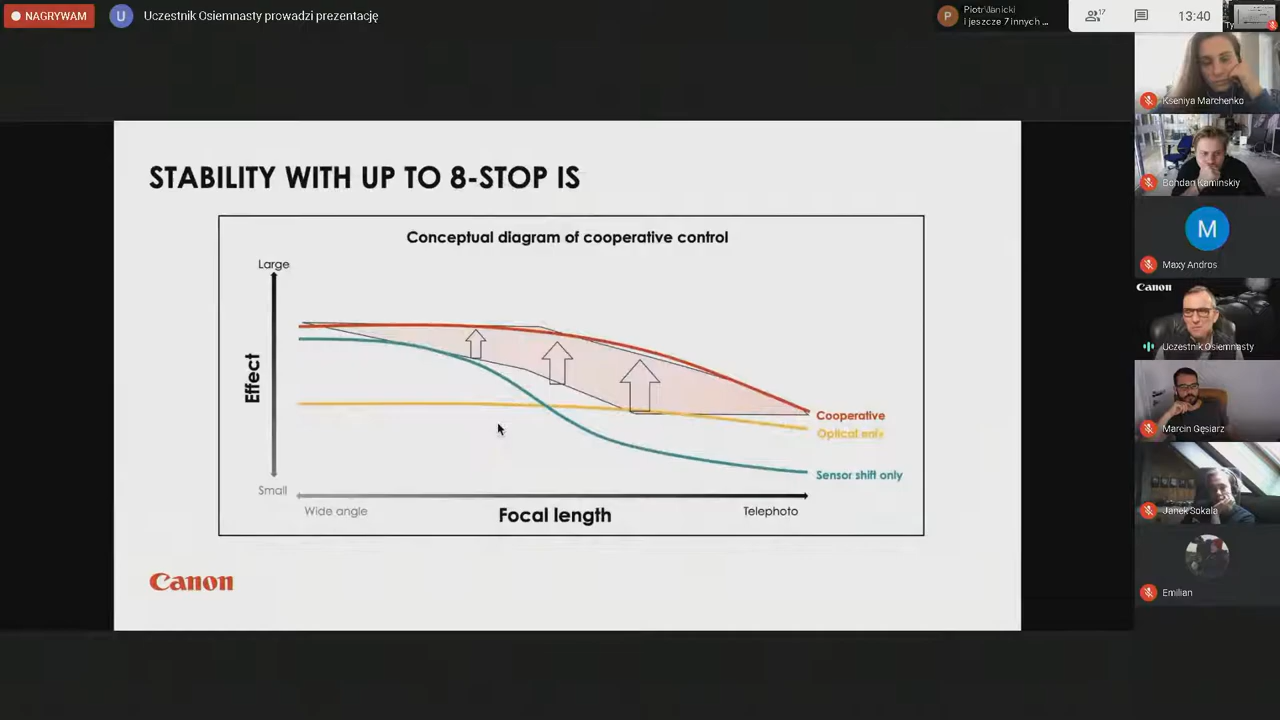 NAGRYWAM
U
Uczestnik Osiemnasty prowadzi prezentację
P
Piotr Janicki
i jeszcze 7 innych ...
17
13:40
Kseniya Marchenko
Bohdan Kaminskiy
M
Maxy Andros
Canon
Uczestnik Osiemnasty
Marcin Gęsiarz
Janek Sokala
Emilian
STABILITY WITH UP TO 8-STOP IS
Conceptual diagram of cooperative control
Large
Effect
Small
Cooperative
Optical only
Sensor shift only
Wide angle
Focal length
Telephoto
Canon